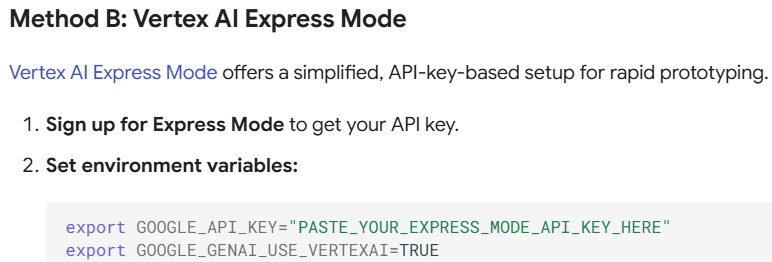 Method B: Vertex AI Express Mode
Vertex AI Express Mode offers a simplified, API-key-based setup for rapid prototyping.
1. Sign up for Express Mode to get your API key.
2. Set environment variables:
export GOOGLE_API_KEY="PASTE_YOUR_EXPRESS_MODE_API_KEY_HERE"
export GOOGLE_GENAI_USE_VERTEXAI=TRUE